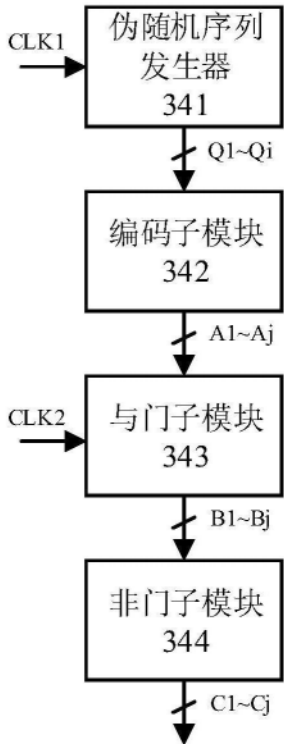 CLK1
伪随机序列
发生器
341
Q1~Qi
编码子模块
342
A1~Aj
CLK2
与门子模块
343
B1~Bj
非门子模块
344
C1~Cj